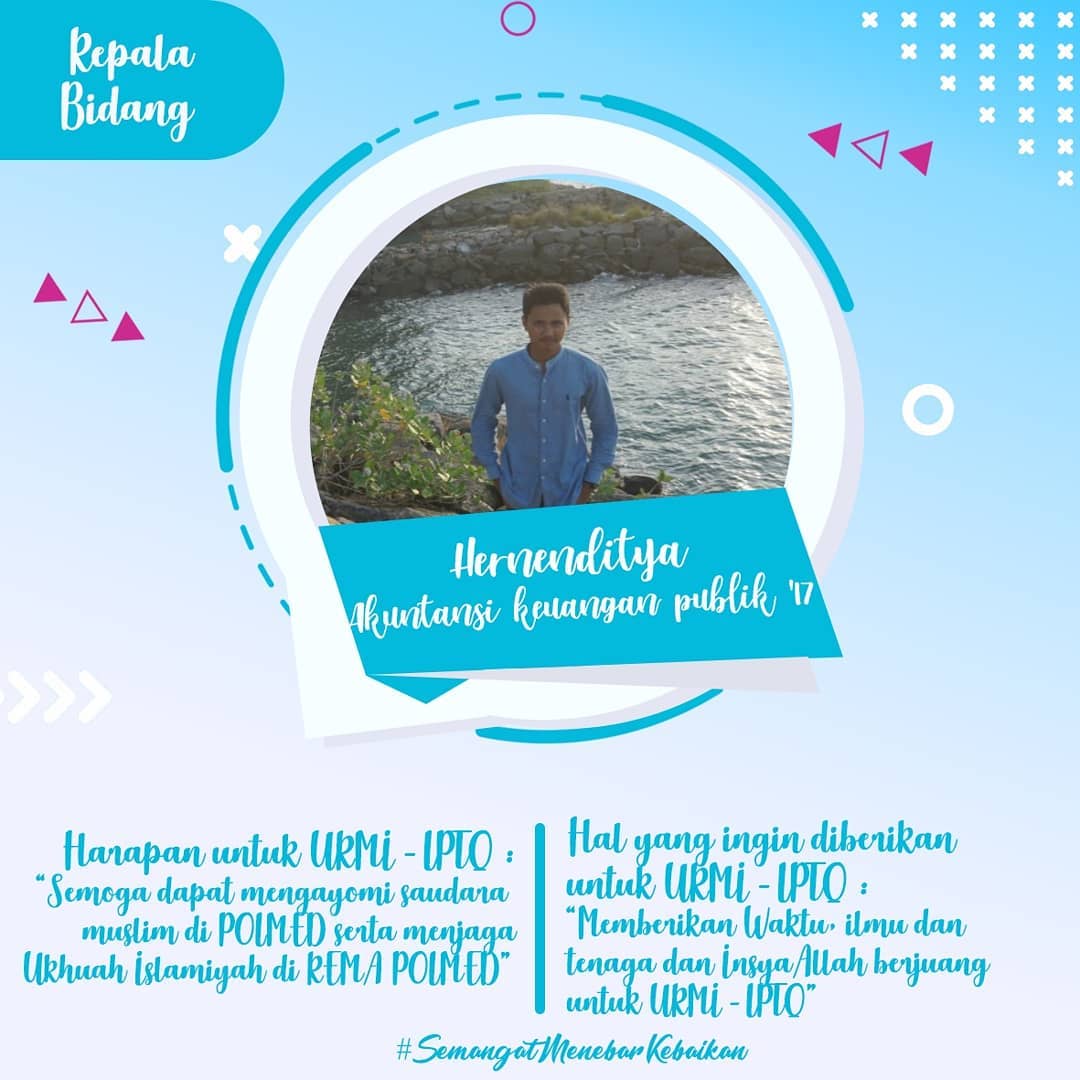 Kepala
Bidang
Hernenditya
Akuntansi keuangan publik '17
Harapan untuk URMI - LPTQ :
"Semoga dapat mengayomi saudara
muslim di POLMED serta menjaga
Ukhuah Islamiyah di REMA POLMED"
Hal yang ingin diberikan
untuk URMI - LPTQ :
"Memberikan Waktu, ilmu dan
tenaga dan InsyaAllah berjuang
untuk URMI - LPTQ"
#SemangatMenebarKebaikan